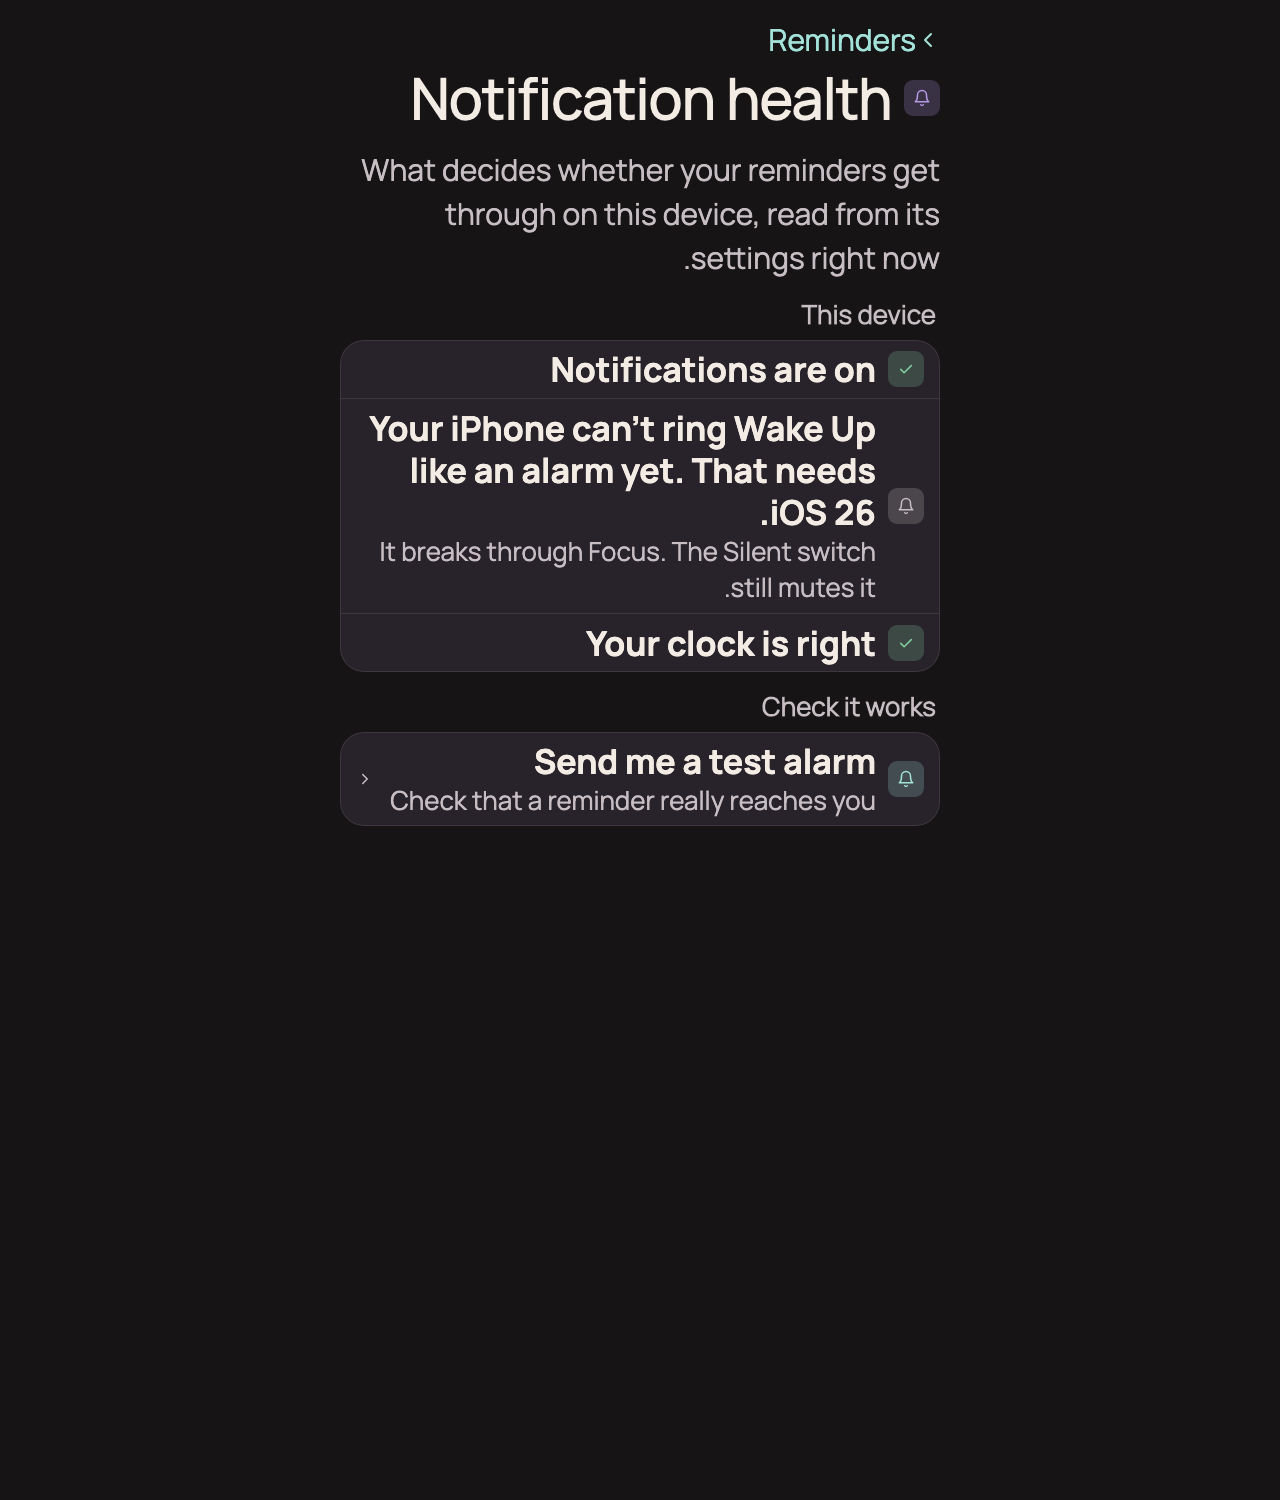 Reminders
Notification health
What decides whether your reminders get
through on this device, read from its
.settings right now
This device
Notifications are on
Your iPhone can't ring Wake Up
like an alarm yet. That needs
.iOS 26
It breaks through Focus. The Silent switch
.still mutes it
Your clock is right
Check it works
Send me a test alarm
Check that a reminder really reaches you